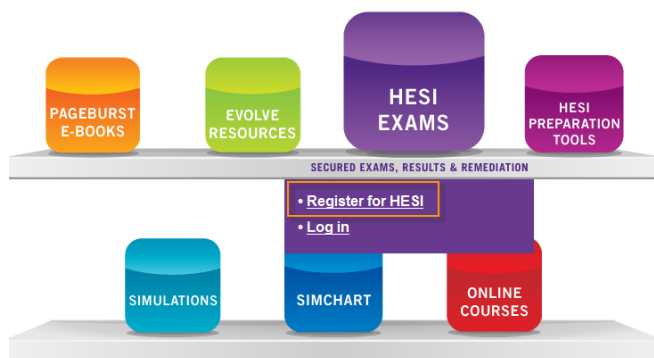 PAGEBURST
E-BOOKS
EVOLVE
RESOURCES
HESI
EXAMS
HESI
PREPARATION
TOOLS
SECURED EXAMS, RESULTS & REMEDIATION
• Register for HESI
• Log in
SIMULATIONS
SIMCHART
ONLINE
COURSES